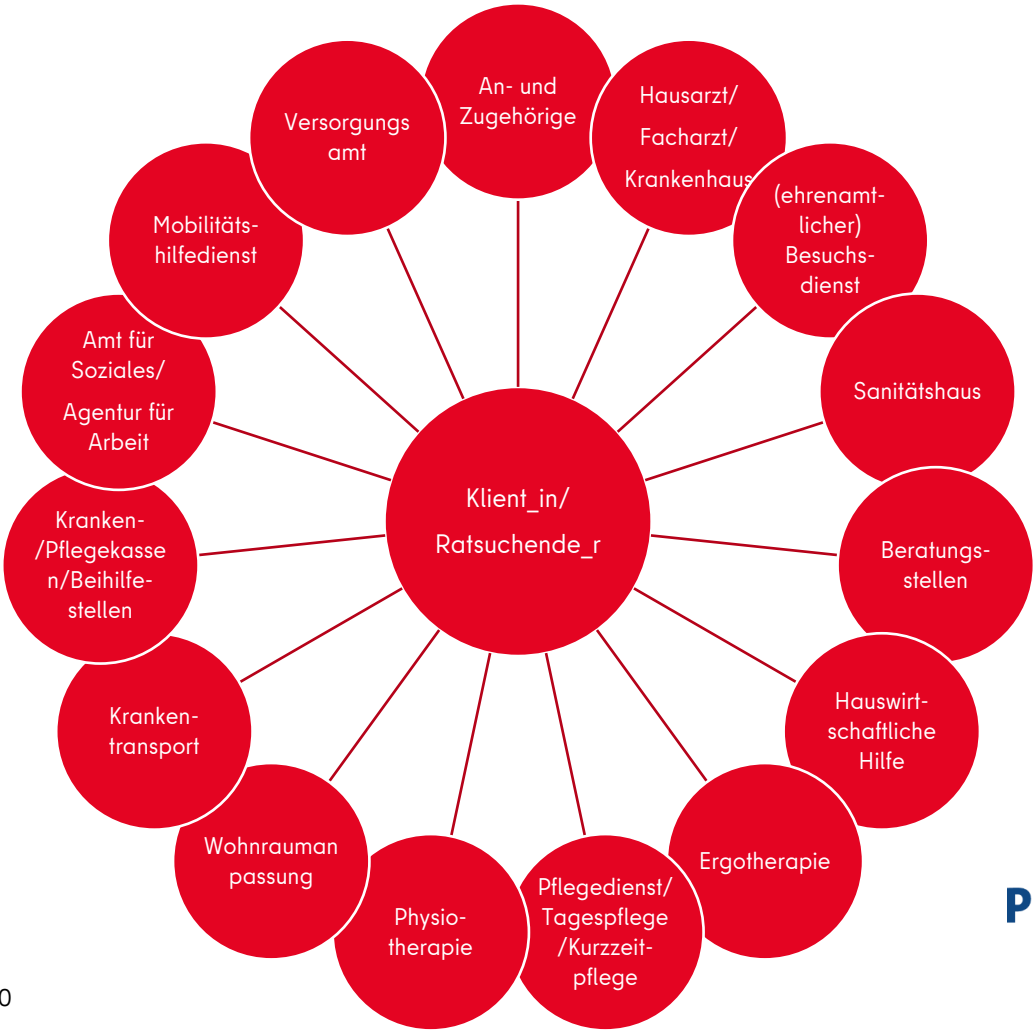 An- und
Zugehörige
Hausarzt/
Facharzt/
Krankenhaus
(ehrenamt-
licher)
Besuchs-
dienst
Sanitätshaus
Beratungs-
stellen
Hauswirt-
schaftliche
Hilfe
Ergotherapie
Pflegedienst/
Tagespflege
/Kurzzeit-
pflege
Physio-
therapie
Wohnrauman
passung
Kranken-
transport
Kranken-
/Pflegekasse
n/Beihilfe-
stellen
Amt für
Soziales/
Agentur für
Arbeit
Mobilitäts-
hilfedienst
Versorgungs
amt
Klient_in/
Ratsuchende_r
P
0